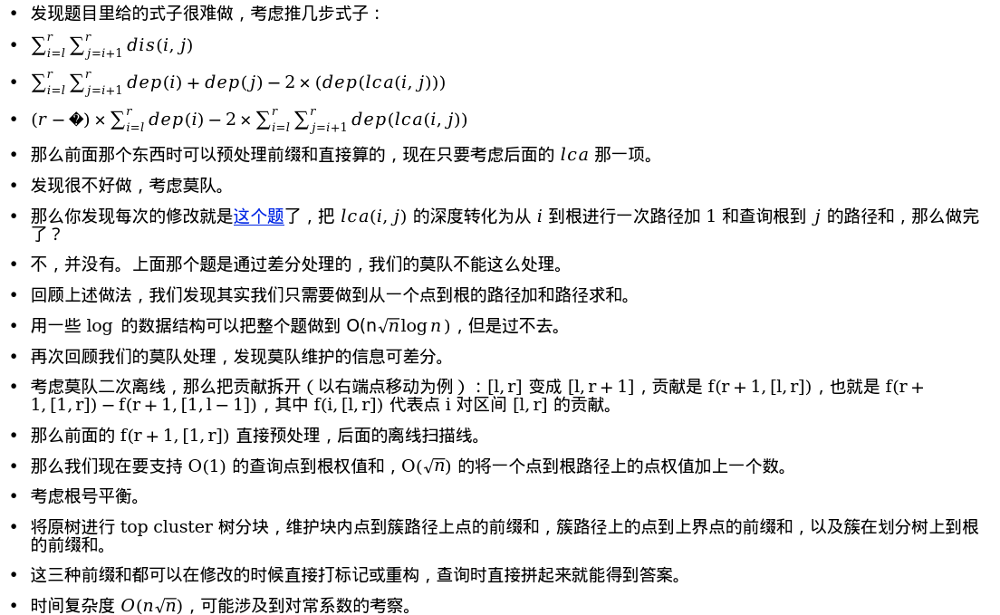 • 发现题目里给的式子很难做，考虑推几步式子：
• ∑_{i=l}^{r} ∑_{j=i+1}^{r} dis(i, j)
• ∑_{i=l}^{r} ∑_{j=i+1}^{r} dep(i) + dep(j) − 2 × (dep(lca(i, j)))
• (r − �) × ∑_{i=l}^{r} dep(i) − 2 × ∑_{i=l}^{r} ∑_{j=i+1}^{r} dep(lca(i, j))
• 那么前面那个东西时可以预处理前缀和直接算的，现在只要考虑后面的 lca 那一项。
• 发现很不好做，考虑莫队。
• 那么你发现每次的修改就是这个题了，把 lca(i, j) 的深度转化为从 i 到根进行一次路径加 1 和查询根到 j 的路径和，那么做完
了？
• 不，并没有。上面那个题是通过差分处理的，我们的莫队不能这么处理。
• 回顾上述做法，我们发现其实我们只需要做到从一个点到根的路径加和路径求和。
• 用一些 log 的数据结构可以把整个题做到 O(n√n log n)，但是过不去。
• 再次回顾我们的莫队处理，发现莫队维护的信息可差分。
• 考虑莫队二次离线，那么把贡献拆开（以右端点移动为例）：[l, r] 变成 [l, r + 1]，贡献是 f(r + 1, [l, r])，也就是 f(r +
1, [1, r]) − f(r + 1, [1, l − 1])，其中 f(i, [l, r]) 代表点 i 对区间 [l, r] 的贡献。
• 那么前面的 f(r + 1, [1, r]) 直接预处理，后面的离线扫描线。
• 那么我们现在要支持 O(1) 的查询点到根权值和，O(√n) 的将一个点到根路径上的点权值加上一个数。
• 考虑根号平衡。
• 将原树进行 top cluster 树分块，维护块内点到簇路径上点的前缀和，簇路径上的点到上界点的前缀和，以及簇在划分树上到根
的前缀和。
• 这三种前缀和都可以在修改的时候直接打标记或重构，查询时直接拼起来就能得到答案。
• 时间复杂度 O(n√n)，可能涉及到对常系数的考察。